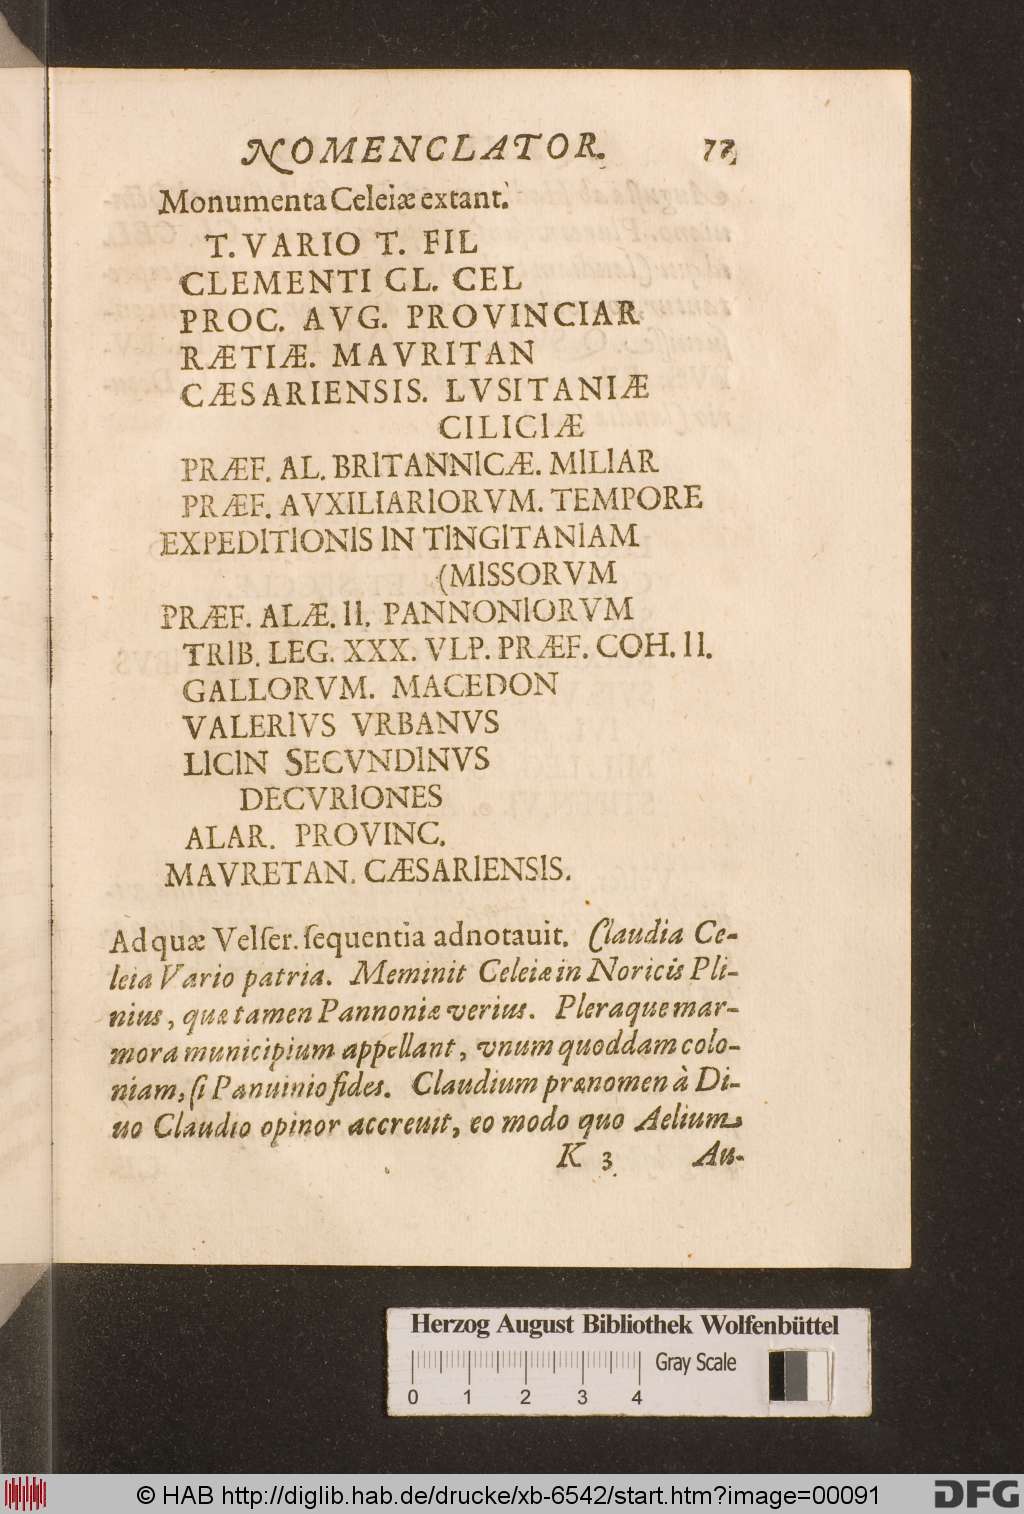 NOMENCLATOR. 77
Monumenta Celeiæ extant.
T. VARIO T. FIL
CLEMENTI CL. CEL
PROC. AVG. PROVINCIAR
RÆTIÆ. MAVRITAN
CÆSARIENSIS. LVSITANIÆ
CILICIÆ
PRÆF. AL. BRITANNICÆ. MILIAR
PRÆF. AVXILIARIORVM. TEMPORE
EXPEDITIONIS IN TINGITANIAM
(MISSORVM
PRÆF. ALÆ. II. PANNONIORVM
TRIB. LEG. XXX. VLP. PRÆF. COH. II.
GALLORVM. MACEDON
VALERIVS VRBANVS
LICIN SECVNDINVS
DECVRIONES
ALAR. PROVINC.
MAVRETAN. CÆSARIENSIS.
Ad quæ Velſer. ſequentia adnotauit. Claudia Ce-
leia Vario patria. Meminit Celeiæ in Noricis Pli-
nius, quæ tamen Pannoniæ verius. Pleraque mar-
mora municipium appellant, vnum quoddam colo-
niam, ſi Panuinio fides. Claudium prænomen à Di-
uo Claudio opinor accreuit, eo modo quo Aelium
K 3 Au-
Herzog August Bibliothek Wolfenbüttel
Gray Scale
0 1 2 3 4
© HAB http://diglib.hab.de/drucke/xb-6542/start.htm?image=00091 DFG